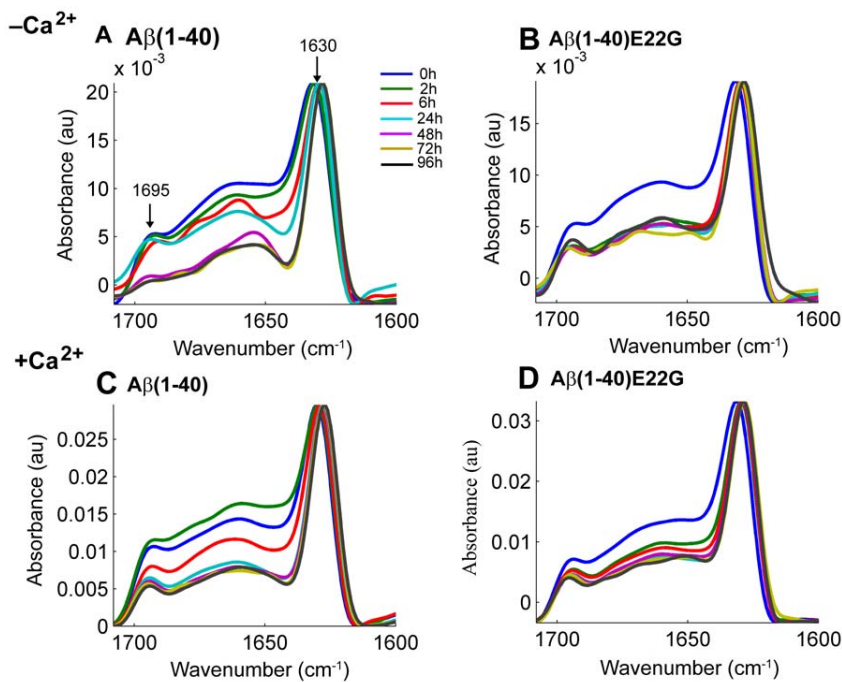 –Ca²⁺
A Aβ(1-40)
x 10⁻³
1630
0h
2h
6h
24h
48h
72h
96h
1695
20
15
10
5
0
Absorbance (au)
1700
1650
1600
Wavenumber (cm⁻¹)
B Aβ(1-40)E22G
x 10⁻³
15
10
5
0
Absorbance (au)
1700
1650
1600
Wavenumber (cm⁻¹)
+Ca²⁺
C Aβ(1-40)
0.025
0.02
0.015
0.01
0.005
0
Absorbance (au)
1700
1650
1600
Wavenumber (cm⁻¹)
D Aβ(1-40)E22G
0.03
0.02
0.01
0
Absorbance (au)
1700
1650
1600
Wavenumber (cm⁻¹)